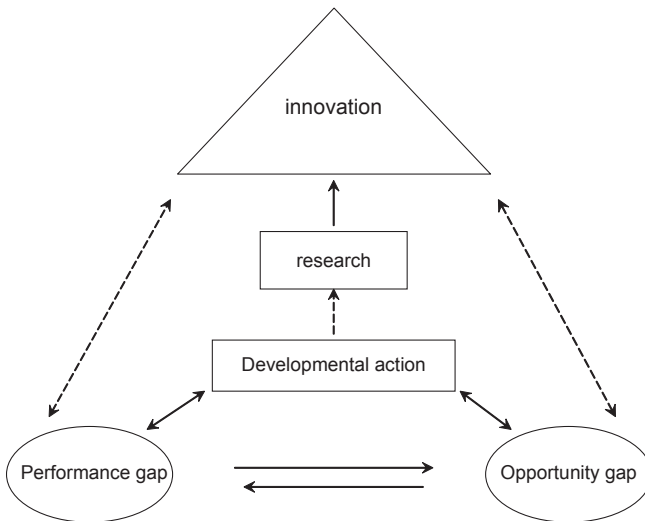 innovation
research
Developmental action
Performance gap
Opportunity gap